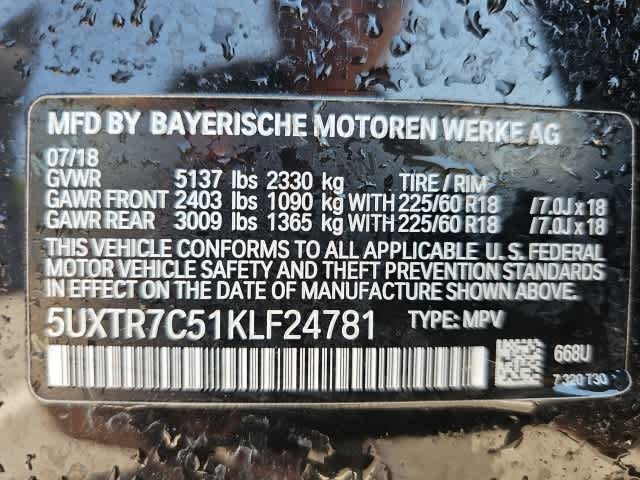 MFD BY BAYERISCHE MOTOREN WERKE AG
07/18
GVWR 5137 lbs 2330 kg TIRE / RIM
GAWR FRONT 2403 lbs 1090 kg WITH 225/60 R18 /7.0J x 18
GAWR REAR 3009 lbs 1365 kg WITH 225/60 R18 /7.0J x 18
THIS VEHICLE CONFORMS TO ALL APPLICABLE U. S. FEDERAL
MOTOR VEHICLE SAFETY AND THEFT PREVENTION STANDARDS
IN EFFECT ON THE DATE OF MANUFACTURE SHOWN ABOVE.
5UXTR7C51KLF24781 TYPE: MPV
668U
7 320 T30